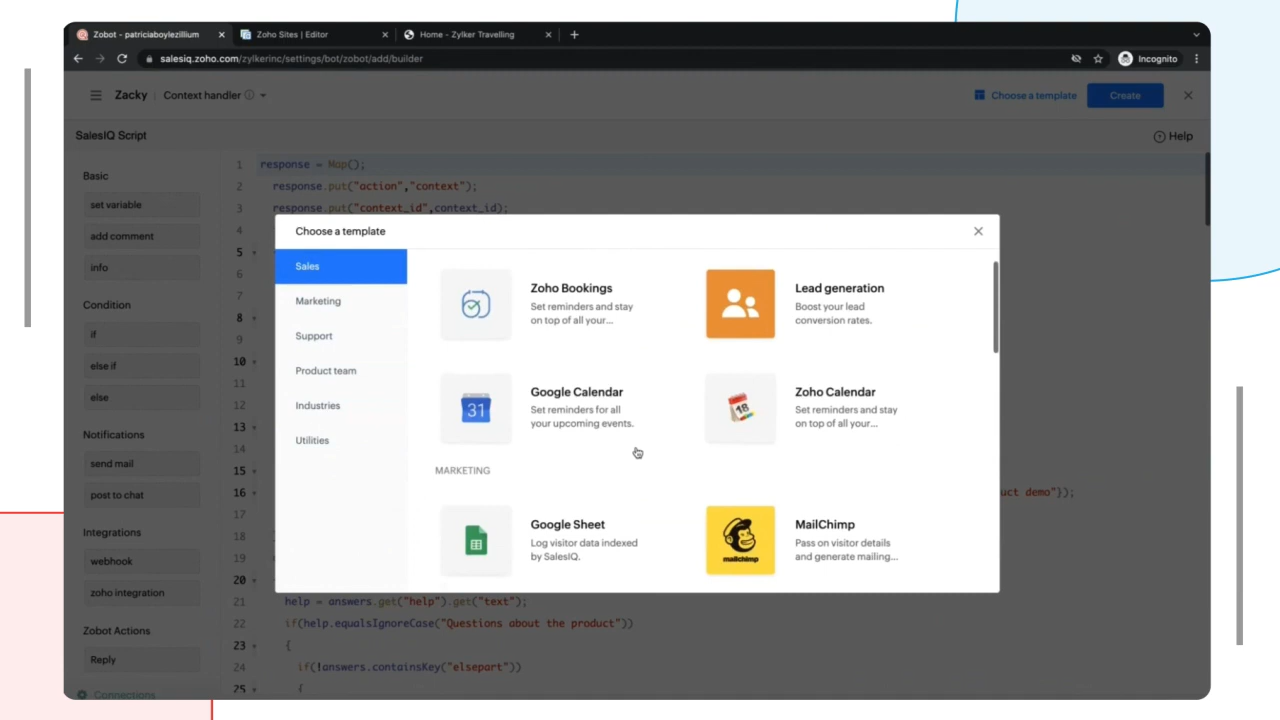 Zobot - patriciaboylezillium
Zoho Sites | Editor
Home - Zylker Travelling
salesiq.zoho.com/zylkerinc/settings/bot/zobot/add/builder
Incognito
Zacky
Context handler
Choose a template
Create
SalesIQ Script
Help
Basic
set variable
add comment
info
Condition
if
else if
else
Notifications
send mail
post to chat
Integrations
webhook
zoho integration
Zobot Actions
Reply
Connections
1 response = Map();
2 response.put("action","context");
3 response.put("context_id",context_id);
4
5
6
7
8
9
10
11
12
13
14
15
16 uct demo"});
17
18
19
20
21 help = answers.get("help").get("text");
22 if(help.equalsIgnoreCase("Questions about the product"))
23 {
24 if(!answers.containsKey("elsepart"))
25 {
Choose a template
Sales
Marketing
Support
Product team
Industries
Utilities
Zoho Bookings
Set reminders and stay
on top of all your...
Lead generation
Boost your lead
conversion rates.
31
Google Calendar
Set reminders for all
your upcoming events.
18
Zoho Calendar
Set reminders and stay
on top of all your...
MARKETING
Google Sheet
Log visitor data indexed
by SalesIQ.
mailchimp
MailChimp
Pass on visitor details
and generate mailing...